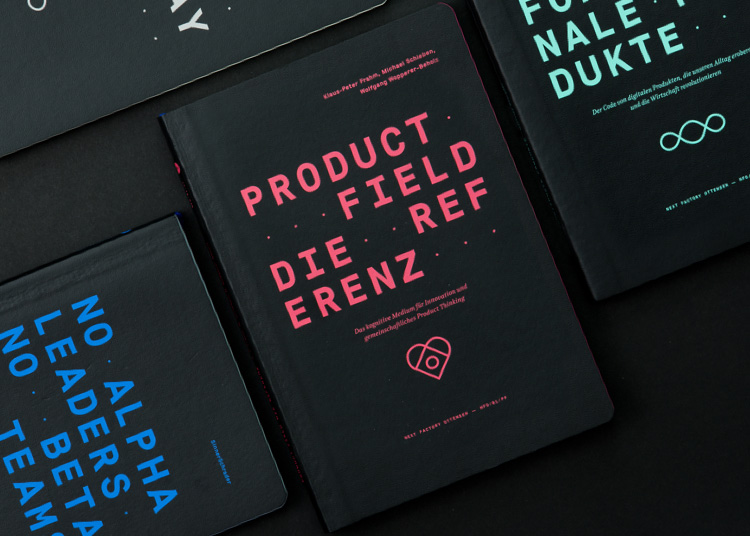 AY
Klaus-Peter Frahm, Michael Schieben,
Wolfgang Wopperer-Beholz
PRODUCT ·
· · FIELD
DIE · · REF
ERENZ · · ·
Das kognitive Medium für Innovation und
gemeinschaftliches Product Thinking
NEXT FACTORY OTTENSEN —
NALE
DUKTE
Der Code von digitalen Produkten, die unseren Alltag erobern
und die Wirtschaft revolutionieren
NEXT FACTORY OTTENSEN —
NO · ALPHA
LEADERS·
NO · BETA
TEAMS
SinnerSchrader